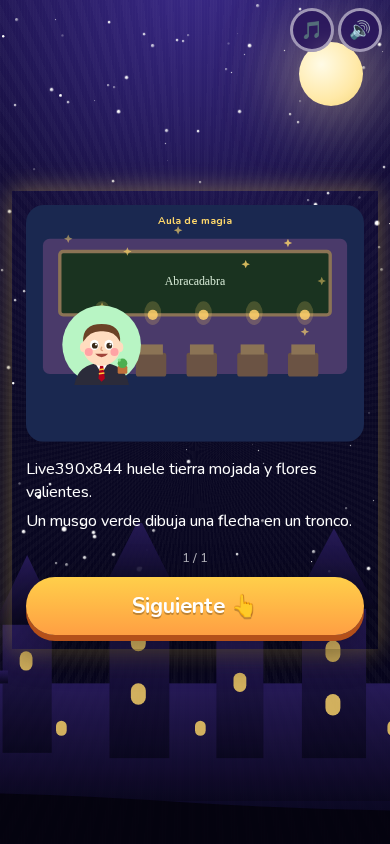 Aula de magia
Abracadabra
Live390x844 huele tierra mojada y flores
valientes.
Un musgo verde dibuja una flecha en un tronco.
1 / 1
Siguiente 👆